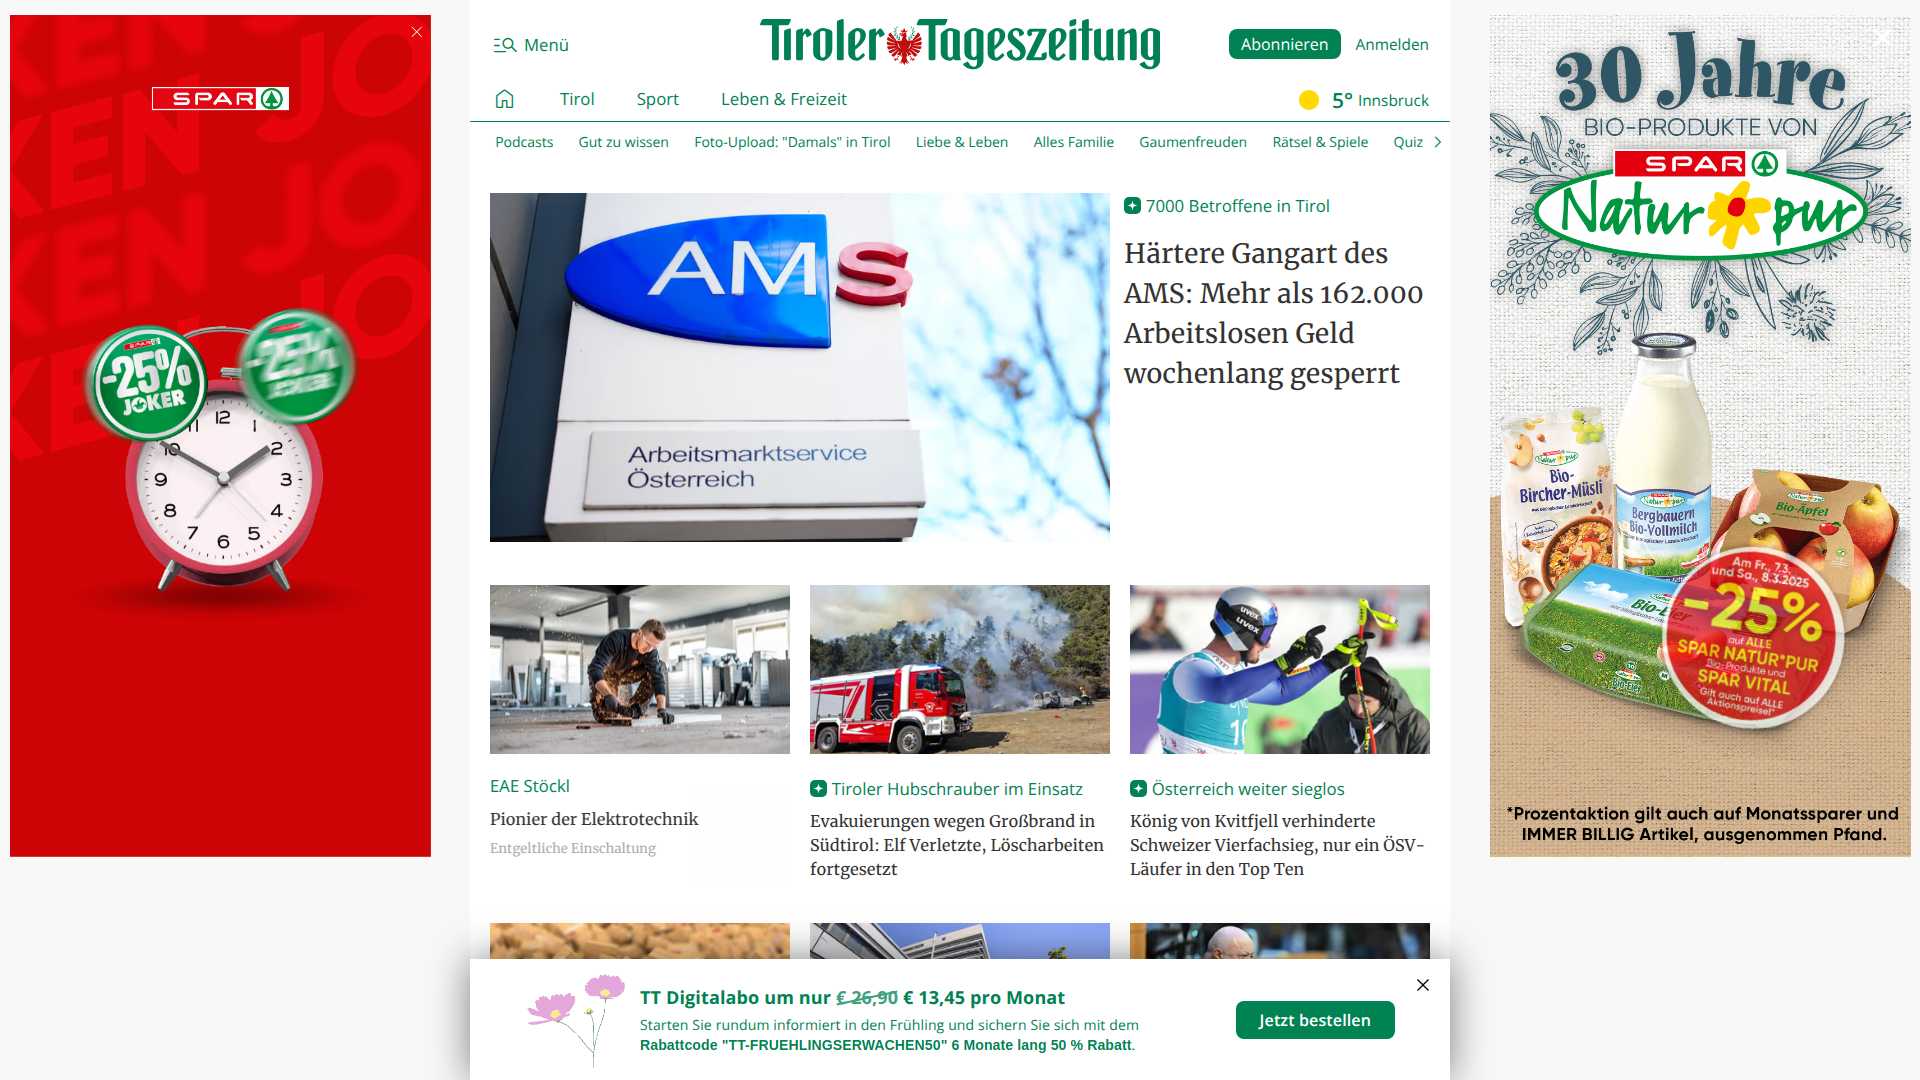 SPAR
-25%
JOKER
12
1
2
3
4
5
6
7
8
9
10
11
Menü
Tiroler Tageszeitung
Abonnieren
Anmelden
Tirol
Sport
Leben & Freizeit
5° Innsbruck
Podcasts
Gut zu wissen
Foto-Upload: "Damals" in Tirol
Liebe & Leben
Alles Familie
Gaumenfreuden
Rätsel & Spiele
Quiz
AMS
Arbeitsmarktservice
Österreich
7000 Betroffene in Tirol
Härtere Gangart des
AMS: Mehr als 162.000
Arbeitslosen Geld
wochenlang gesperrt
uvex
uvex
EAE Stöckl
Pionier der Elektrotechnik
Entgeltliche Einschaltung
Tiroler Hubschrauber im Einsatz
Evakuierungen wegen Großbrand in
Südtirol: Elf Verletzte, Löscharbeiten
fortgesetzt
Österreich weiter sieglos
König von Kvitfjell verhinderte
Schweizer Vierfachsieg, nur ein ÖSV-
Läufer in den Top Ten
TT Digitalabo um nur € 26,90 € 13,45 pro Monat
Starten Sie rundum informiert in den Frühling und sichern Sie sich mit dem
Rabattcode "TT-FRUEHLINGSERWACHEN50" 6 Monate lang 50 % Rabatt.
Jetzt bestellen
30 Jahre
BIO-PRODUKTE VON
SPAR
Natur pur
Bio-
Bircher-Müsli
Bergbauern
Bio-Vollmilch
Bio-Äpfel
Am Fr., 7.3.
und Sa., 8.3.2025
-25%
auf ALLE
SPAR NATUR*PUR
Bio-Produkte und
SPAR VITAL
*Gilt auch auf ALLE
Aktionspreise!*
*Prozentaktion gilt auch auf Monatssparer und
IMMER BILLIG Artikel, ausgenommen Pfand.